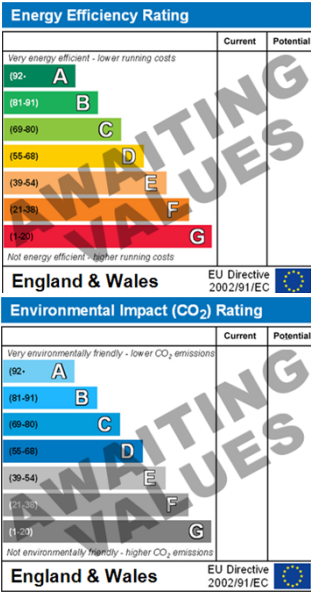 Energy Efficiency Rating
Current Potential
Very energy efficient - lower running costs
(92- A
(81-91) B
(69-80) C
(55-68) D
(39-54) E
(21-38) F
(1-20) G
Not energy efficient - higher running costs
AWAITING
VALUES
England & Wales
EU Directive
2002/91/EC
Environmental Impact (CO₂) Rating
Current Potential
Very environmentally friendly - lower CO₂ emissions
(92- A
(81-91) B
(69-80) C
(55-68) D
(39-54) E
(21-38) F
(1-20) G
Not environmentally friendly - higher CO₂ emissions
AWAITING
VALUES
England & Wales
EU Directive
2002/91/EC